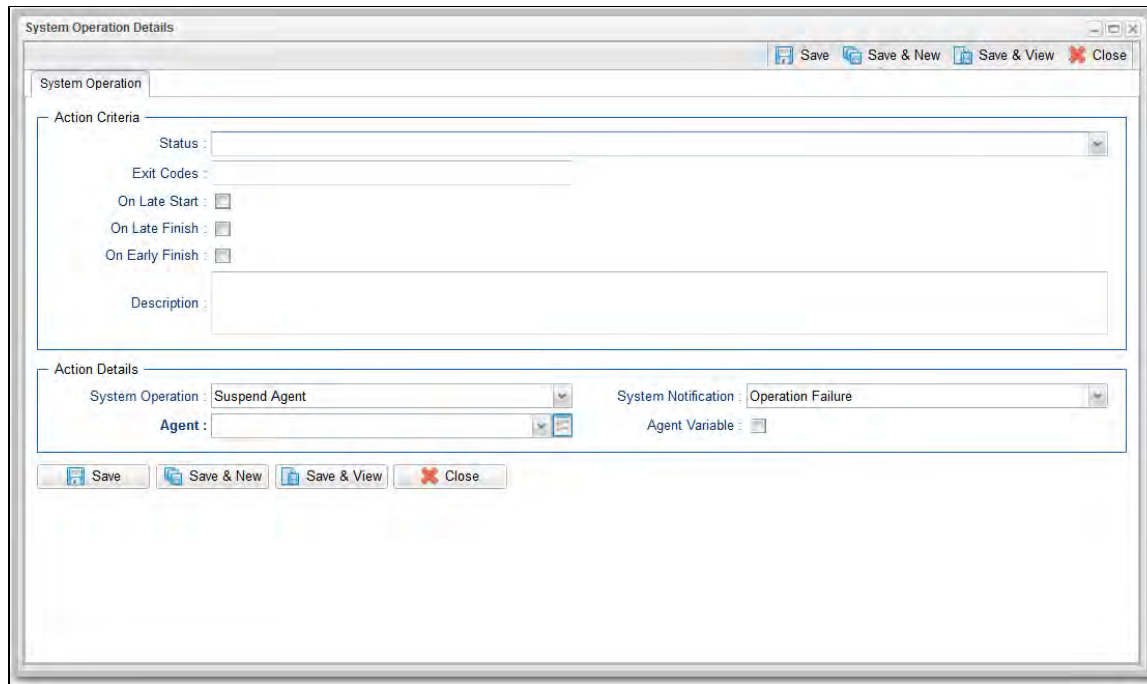 System Operation Details
Save Save & New Save & View Close
System Operation
Action Criteria
Status :
Exit Codes :
On Late Start :
On Late Finish :
On Early Finish :
Description :
Action Details
System Operation : Suspend Agent System Notification : Operation Failure
Agent : Agent Variable :
Save Save & New Save & View Close